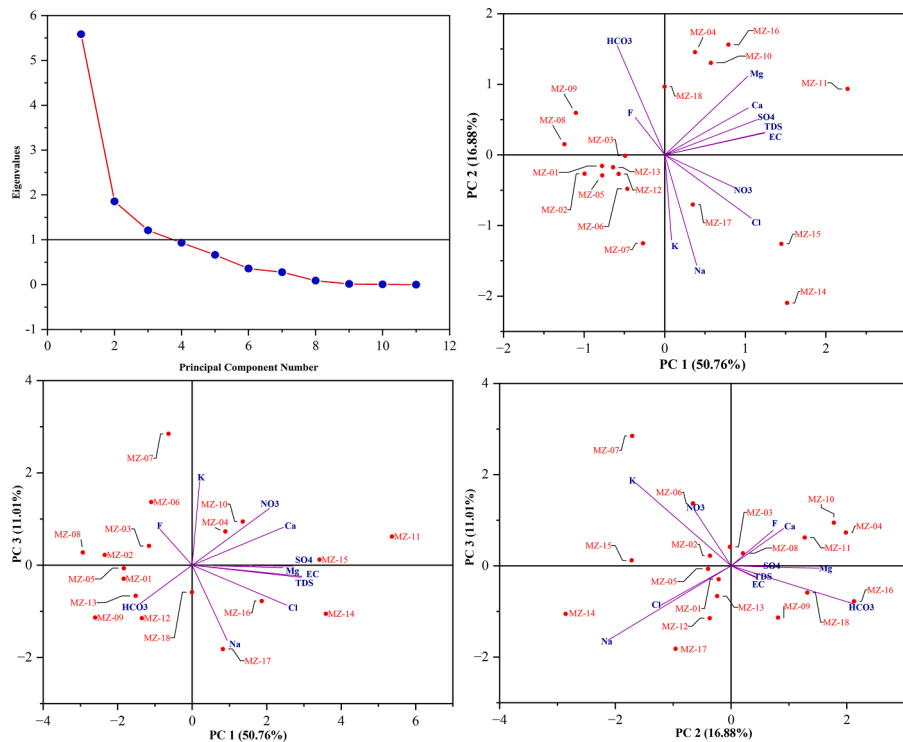 6
5
4
3
2
1
0
-1
Eigenvalues
0 2 4 6 8 10 12
Principal Component Number
2
1
0
−1
−2
PC 2 (16.88%)
HCO3
MZ-04
MZ-16
MZ-10
Mg
MZ-11
MZ-09
F
MZ-18
Ca
SO4
TDS
EC
MZ-08
MZ-03
MZ-01
MZ-13
MZ-12
MZ-05
MZ-02
MZ-06
NO3
Cl
MZ-17
MZ-07
K
Na
MZ-15
MZ-14
−2 −1 0 1 2 3
PC 1 (50.76%)
4
2
0
−2
PC 3 (11.01%)
MZ-07
K
MZ-06
MZ-10
NO3
MZ-04
F
Ca
MZ-11
MZ-03
MZ-08
MZ-02
SO4
MZ-15
Mg
EC
TDS
MZ-05
MZ-01
MZ-13
HCO3
MZ-09
MZ-12
MZ-18
MZ-16
Cl
MZ-14
Na
MZ-17
−4 −2 0 2 4 6
PC 1 (50.76%)
4
2
0
−2
PC 3 (11.01%)
MZ-07
K
MZ-06
NO3
MZ-10
MZ-03
F
Ca
MZ-04
MZ-11
MZ-15
MZ-02
MZ-08
SO4
Mg
MZ-05
TDS
EC
MZ-16
MZ-14
Cl
MZ-01
MZ-13
MZ-09
HCO3
MZ-12
MZ-18
Na
MZ-17
−4 −2 0 2
PC 2 (16.88%)